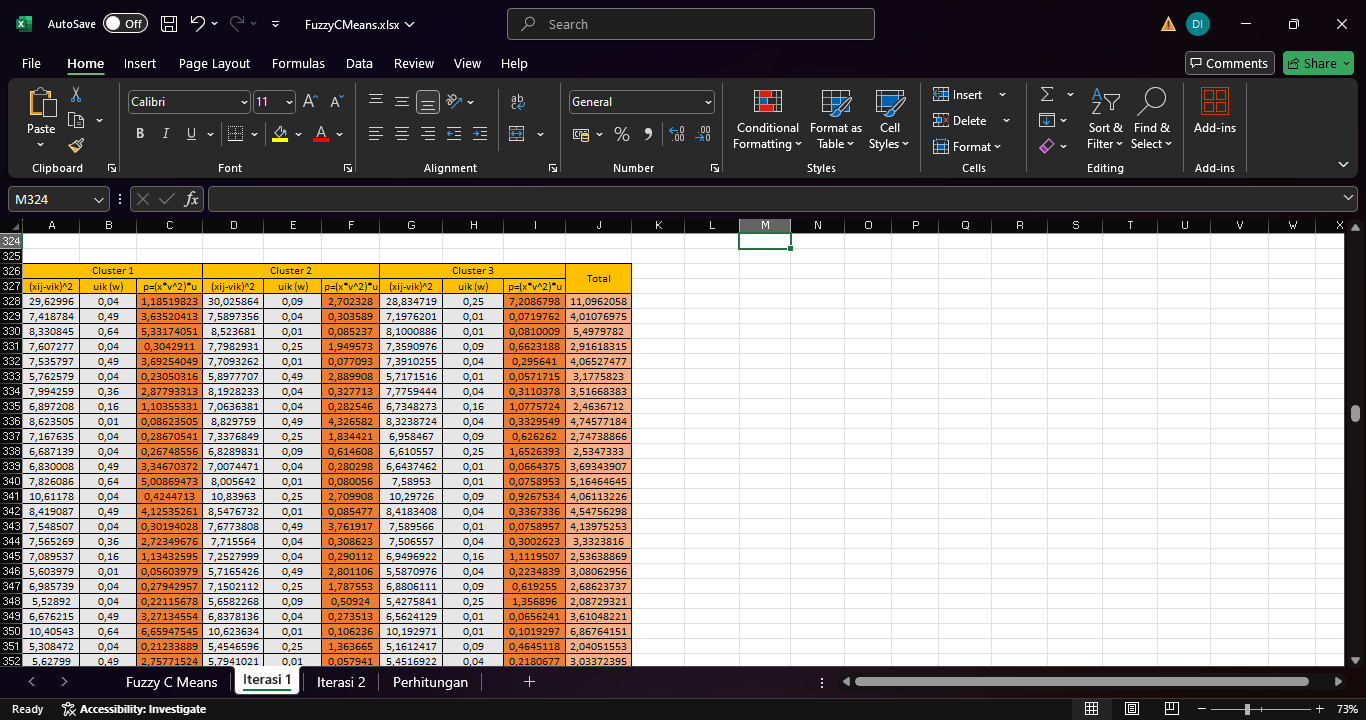 AutoSave Off FuzzyCMeans.xlsx Search DI
File Home Insert Page Layout Formulas Data Review View Help Comments Share
Paste Calibri 11 General Conditional Formatting Format as Table Cell Styles Insert Delete Format Sort & Filter Find & Select Add-ins
Clipboard Font Alignment Number Styles Cells Editing Add-ins
M324 fx
A B C D E F G H I J K L M N O P Q R S T U V W X
324
325
326 Cluster 1 Cluster 2 Cluster 3 Total
327 (xij-vik)^2 uik (w) p=(x*v^2)*u (xij-vik)^2 uik (w) p=(x*v^2)*u (xij-vik)^2 uik (w) p=(x*v^2)*u
328 29,62996 0,04 1,18519823 30,025864 0,09 2,702328 28,834719 0,25 7,2086798 11,0962058
329 7,418784 0,49 3,63520413 7,5897356 0,04 0,303589 7,1976201 0,01 0,0719762 4,01076975
330 8,330845 0,64 5,33174051 8,523681 0,01 0,085237 8,1000886 0,01 0,0810009 5,4979782
331 7,607277 0,04 0,3042911 7,7982931 0,25 1,949573 7,3590976 0,09 0,6623188 2,91618315
332 7,535797 0,49 3,69254049 7,7093262 0,01 0,077093 7,3910255 0,04 0,295641 4,06527477
333 5,762579 0,04 0,23050316 5,8977707 0,49 2,889908 5,7171516 0,01 0,0571715 3,1775823
334 7,994259 0,36 2,87793313 8,1928233 0,04 0,327713 7,7759444 0,04 0,3110378 3,51668383
335 6,897208 0,16 1,10355331 7,0636381 0,04 0,282546 6,7348273 0,16 1,0775724 2,4636712
336 8,623505 0,01 0,08623505 8,829759 0,49 4,326582 8,3238724 0,04 0,3329549 4,74577184
337 7,167635 0,04 0,28670541 7,3376849 0,25 1,834421 6,958467 0,09 0,626262 2,74738866
338 6,687139 0,04 0,26748556 6,8289831 0,09 0,614608 6,610557 0,25 1,6526393 2,5347333
339 6,830008 0,49 3,34670372 7,0074471 0,04 0,280298 6,6437462 0,01 0,0664375 3,69343907
340 7,826086 0,64 5,00869473 8,005642 0,01 0,080056 7,58953 0,01 0,0758953 5,16464645
341 10,61178 0,04 0,4244713 10,83963 0,25 2,709908 10,29726 0,09 0,9267534 4,06113226
342 8,419087 0,49 4,12535261 8,5476732 0,01 0,085477 8,4183408 0,04 0,3367336 4,54756298
343 7,548507 0,04 0,30194028 7,6773808 0,49 3,761917 7,589566 0,01 0,0758957 4,13975253
344 7,565269 0,36 2,72349676 7,715564 0,04 0,308623 7,506557 0,04 0,3002623 3,3323816
345 7,089537 0,16 1,13432595 7,2527999 0,04 0,290112 6,9496922 0,16 1,1119507 2,53638869
346 5,603979 0,01 0,05603979 5,7165426 0,49 2,801106 5,5870976 0,04 0,2234839 3,08062956
347 6,985739 0,04 0,27942957 7,1502112 0,25 1,787553 6,8806111 0,09 0,619255 2,68623737
348 5,52892 0,04 0,22115678 5,6582268 0,09 0,50924 5,4275841 0,25 1,356896 2,08729321
349 6,676215 0,49 3,27134554 6,8378136 0,04 0,273513 6,5624129 0,01 0,0656241 3,61048221
350 10,40543 0,64 6,65947545 10,623634 0,01 0,106236 10,192971 0,01 0,1019297 6,86764151
351 5,308472 0,04 0,21233889 5,4546596 0,25 1,363665 5,1612417 0,09 0,4645118 2,04051553
352 5,62799 0,49 2,75771524 5,7941021 0,01 0,057941 5,4516922 0,04 0,2180677 3,03372395
Fuzzy C Means Iterasi 1 Iterasi 2 Perhitungan
Ready Accessibility: Investigate 73%